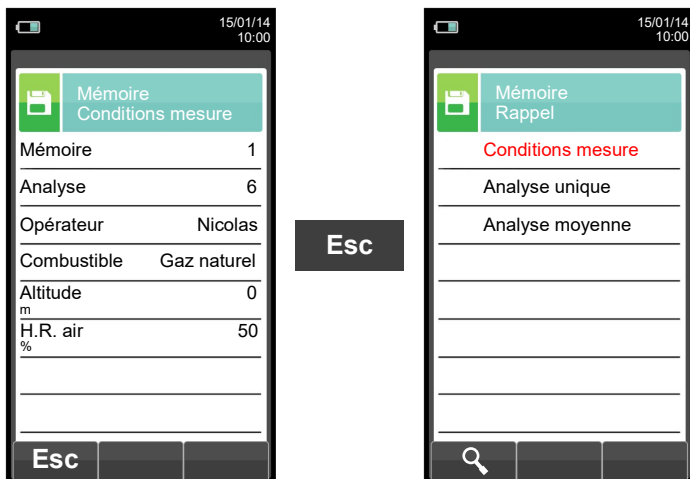 15/01/14
10:00
Mémoire
Conditions mesure
Mémoire 1
Analyse 6
Opérateur Nicolas
Combustible Gaz naturel
Altitude 0
m
H.R. air 50
%
Esc
Esc
15/01/14
10:00
Mémoire
Rappel
Conditions mesure
Analyse unique
Analyse moyenne